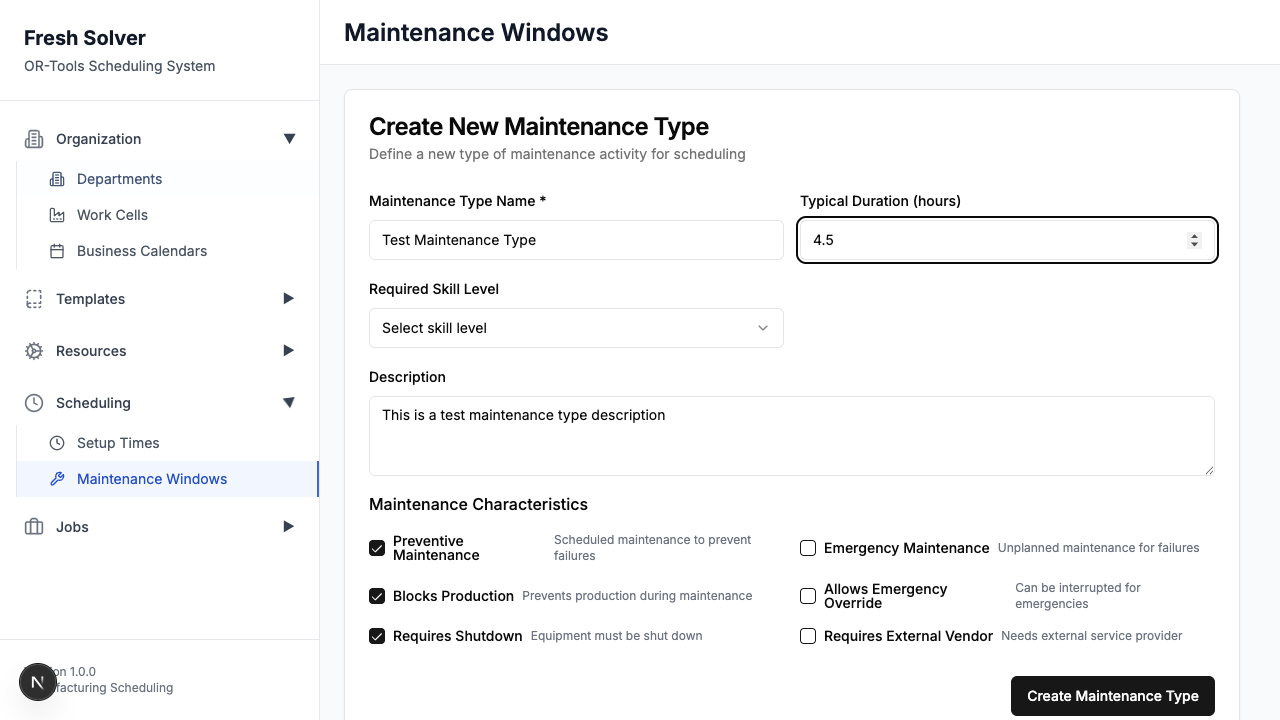 Fresh Solver
OR-Tools Scheduling System
Organization
Departments
Work Cells
Business Calendars
Templates
Resources
Scheduling
Setup Times
Maintenance Windows
Jobs
1.0.0
Scheduling
N
Maintenance Windows
Create New Maintenance Type
Define a new type of maintenance activity for scheduling
Maintenance Type Name *
Typical Duration (hours)
Test Maintenance Type
4.5
Required Skill Level
Select skill level
Description
This is a test maintenance type description
Maintenance Characteristics
Preventive
Maintenance
Scheduled maintenance to prevent
failures
Emergency Maintenance
Unplanned maintenance for failures
Blocks Production
Prevents production during maintenance
Allows Emergency
Override
Can be interrupted for
emergencies
Requires Shutdown
Equipment must be shut down
Requires External Vendor
Needs external service provider
Create Maintenance Type